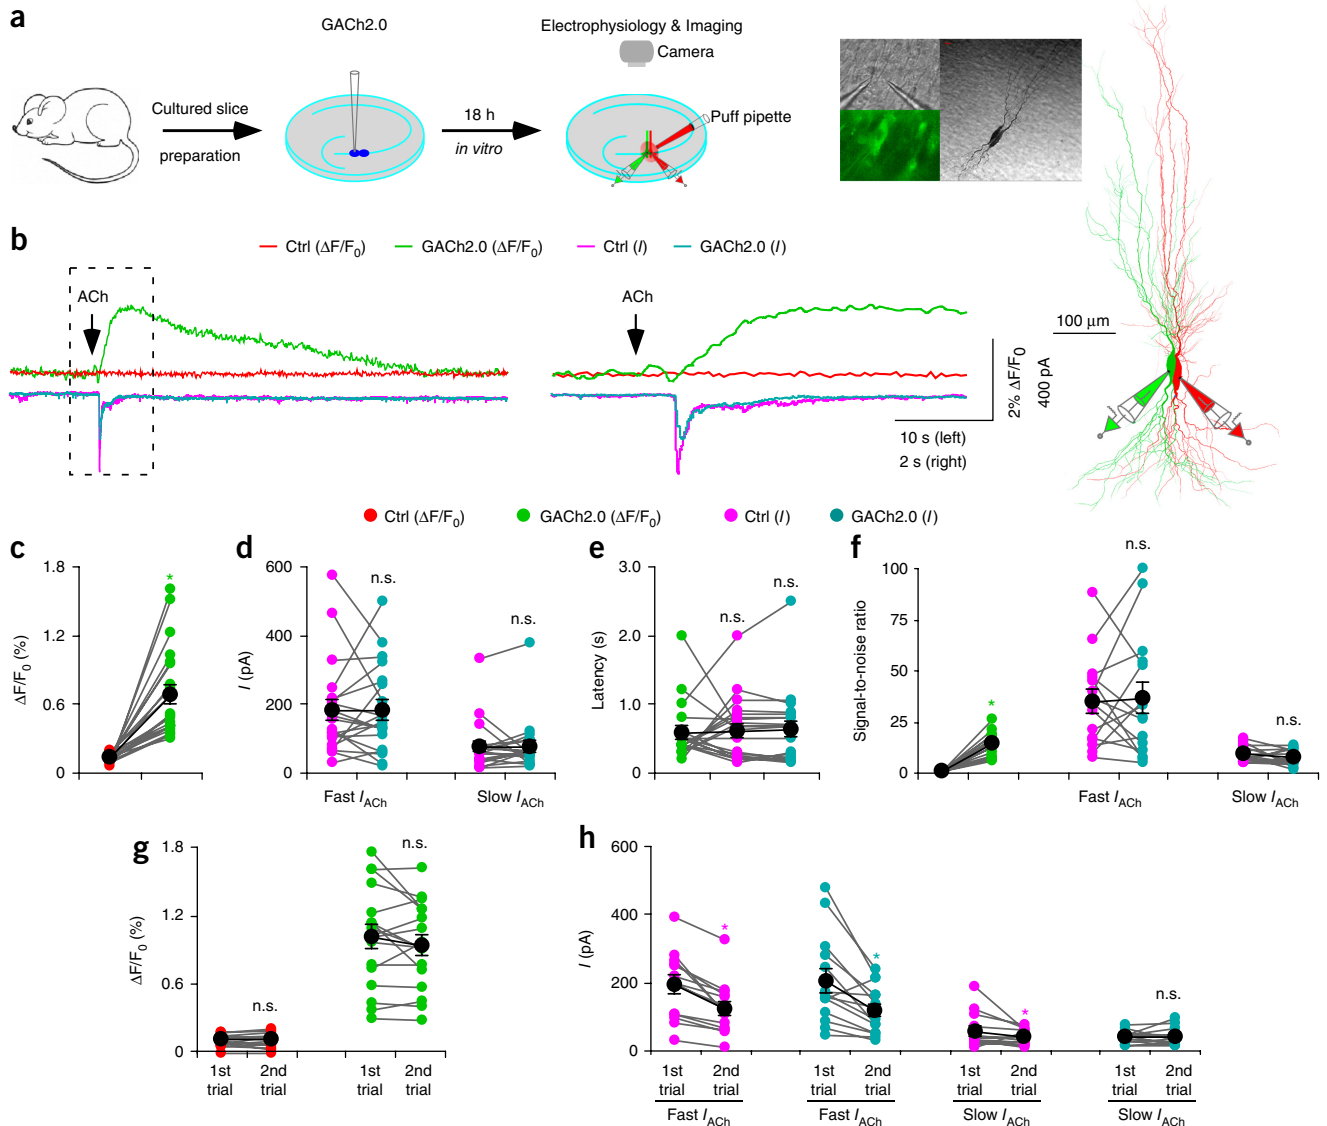 a
GACh2.0
Electrophysiology & Imaging
Camera
Cultured slice
preparation
18 h
in vitro
Puff pipette
b
Ctrl (ΔF/F0)
GACh2.0 (ΔF/F0)
Ctrl (I)
GACh2.0 (I)
ACh
ACh
2% ΔF/F0
400 pA
10 s (left)
2 s (right)
100 μm
Ctrl (ΔF/F0)
GACh2.0 (ΔF/F0)
Ctrl (I)
GACh2.0 (I)
c
ΔF/F0 (%)
1.8
1.2
0.6
0
*
d
I (pA)
600
400
200
0
n.s.
n.s.
Fast IACh
Slow IACh
e
Latency (s)
3.0
2.0
1.0
0
n.s.
n.s.
f
Signal-to-noise ratio
100
75
50
25
0
*
n.s.
n.s.
Fast IACh
Slow IACh
g
ΔF/F0 (%)
1.8
1.2
0.6
0
n.s.
n.s.
1st trial
2nd trial
1st trial
2nd trial
h
I (pA)
600
400
200
0
*
*
*
n.s.
1st trial
2nd trial
1st trial
2nd trial
1st trial
2nd trial
1st trial
2nd trial
Fast IACh
Fast IACh
Slow IACh
Slow IACh